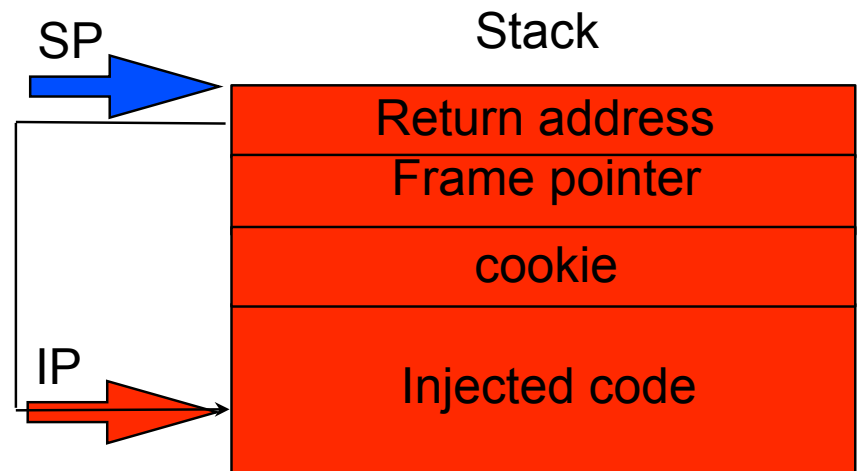 Stack
SP
Return address
Frame pointer
cookie
IP
Injected code